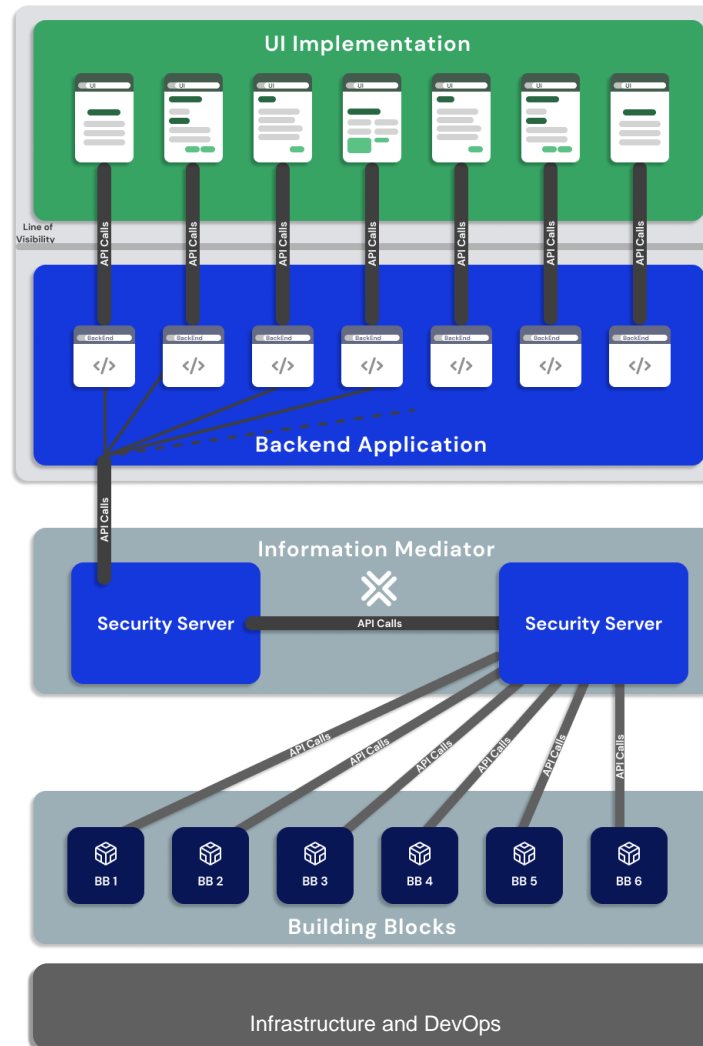 UI Implementation
UI UI UI UI UI UI UI
Line of
Visibility
API Calls API Calls API Calls API Calls API Calls API Calls API Calls
BackEnd BackEnd BackEnd BackEnd BackEnd BackEnd BackEnd
</> </> </> </> </> </> </>
Backend Application
API Calls
Information Mediator
Security Server
API Calls
Security Server
API Calls API Calls API Calls API Calls API Calls API Calls
BB 1 BB 2 BB 3 BB 4 BB 5 BB 6
Building Blocks
Infrastructure and DevOps